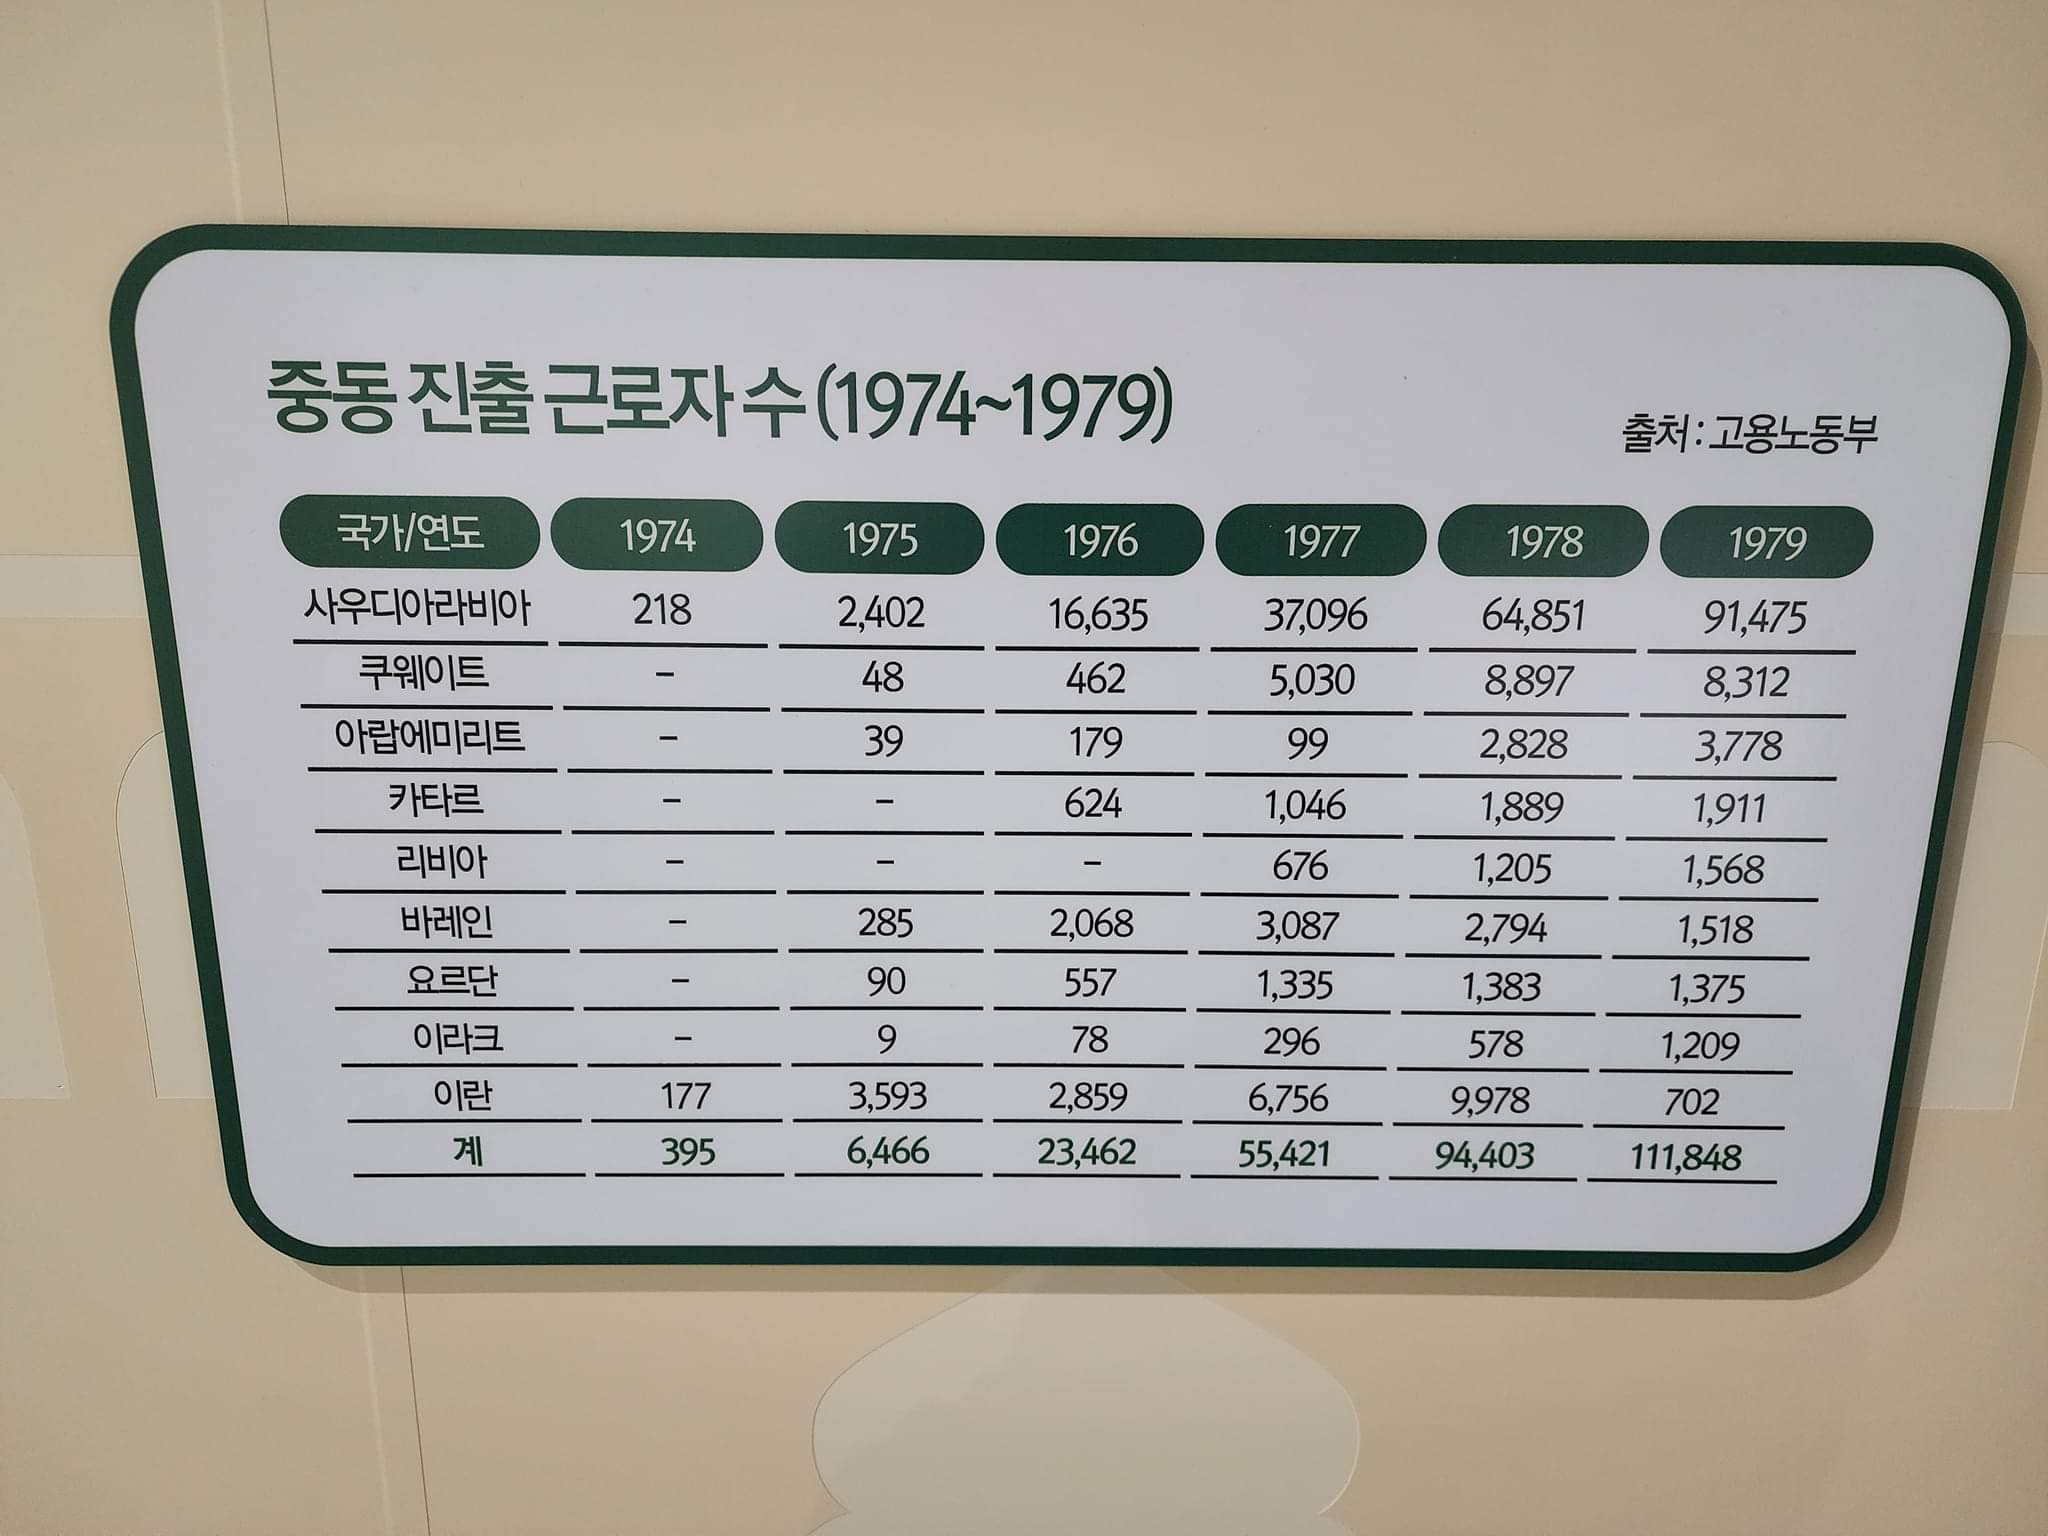 중동 진출 근로자 수 (1974~1979)
출처 : 고용노동부
국가/연도 1974 1975 1976 1977 1978 1979
사우디아라비아 218 2,402 16,635 37,096 64,851 91,475
쿠웨이트 - 48 462 5,030 8,897 8,312
아랍에미리트 - 39 179 99 2,828 3,778
카타르 - - 624 1,046 1,889 1,911
리비아 - - - 676 1,205 1,568
바레인 - 285 2,068 3,087 2,794 1,518
요르단 - 90 557 1,335 1,383 1,375
이라크 - 9 78 296 578 1,209
이란 177 3,593 2,859 6,756 9,978 702
계 395 6,466 23,462 55,421 94,403 111,848